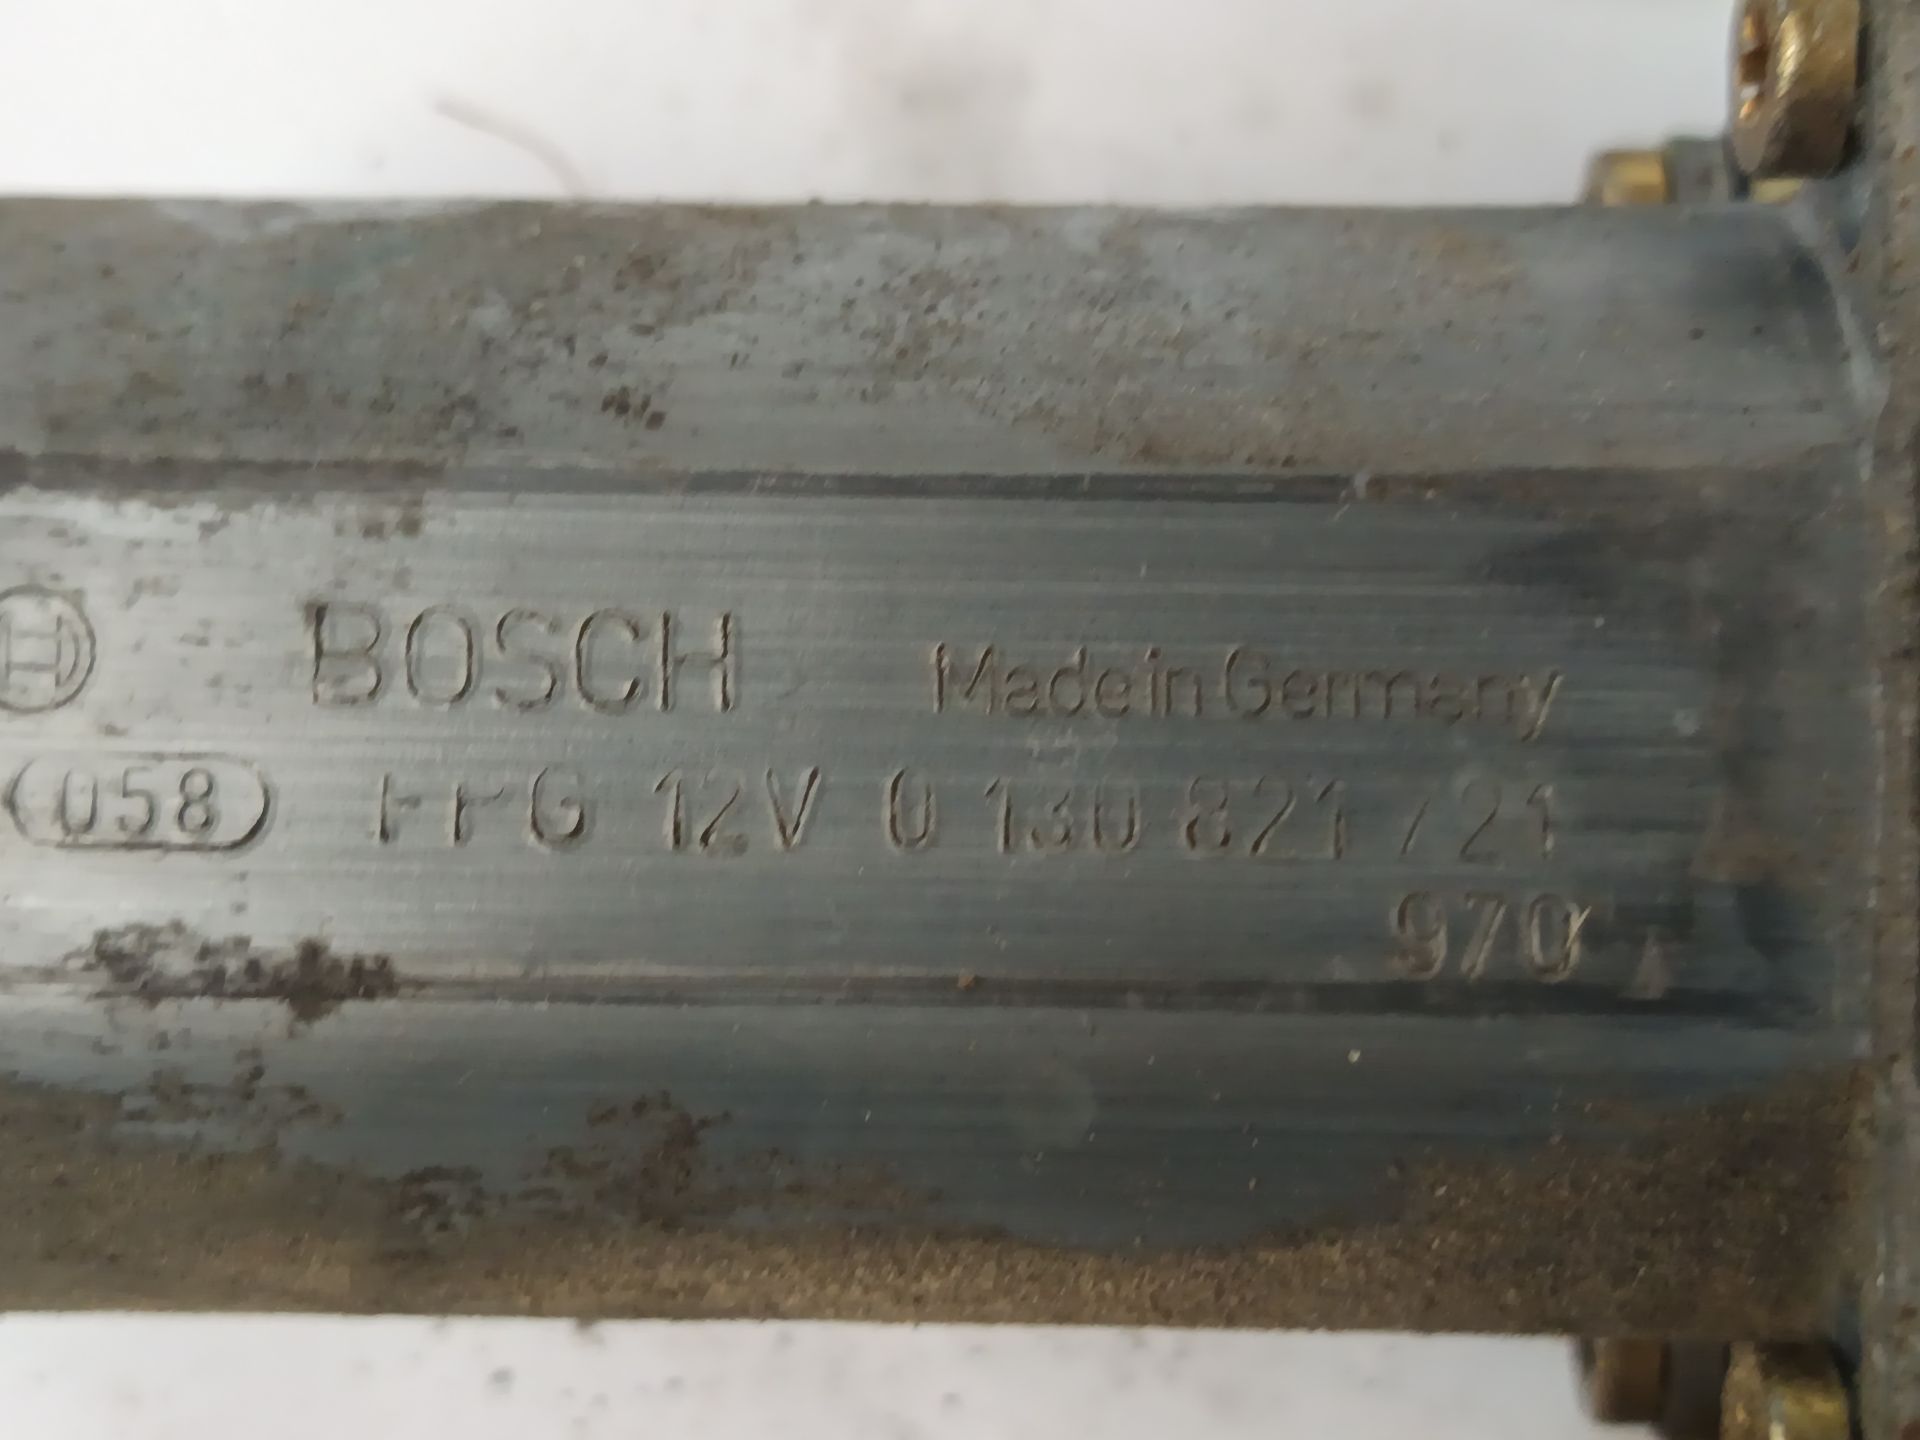 BOSCH Made in Germany
058 FPG 12V 0 130 821 721
970